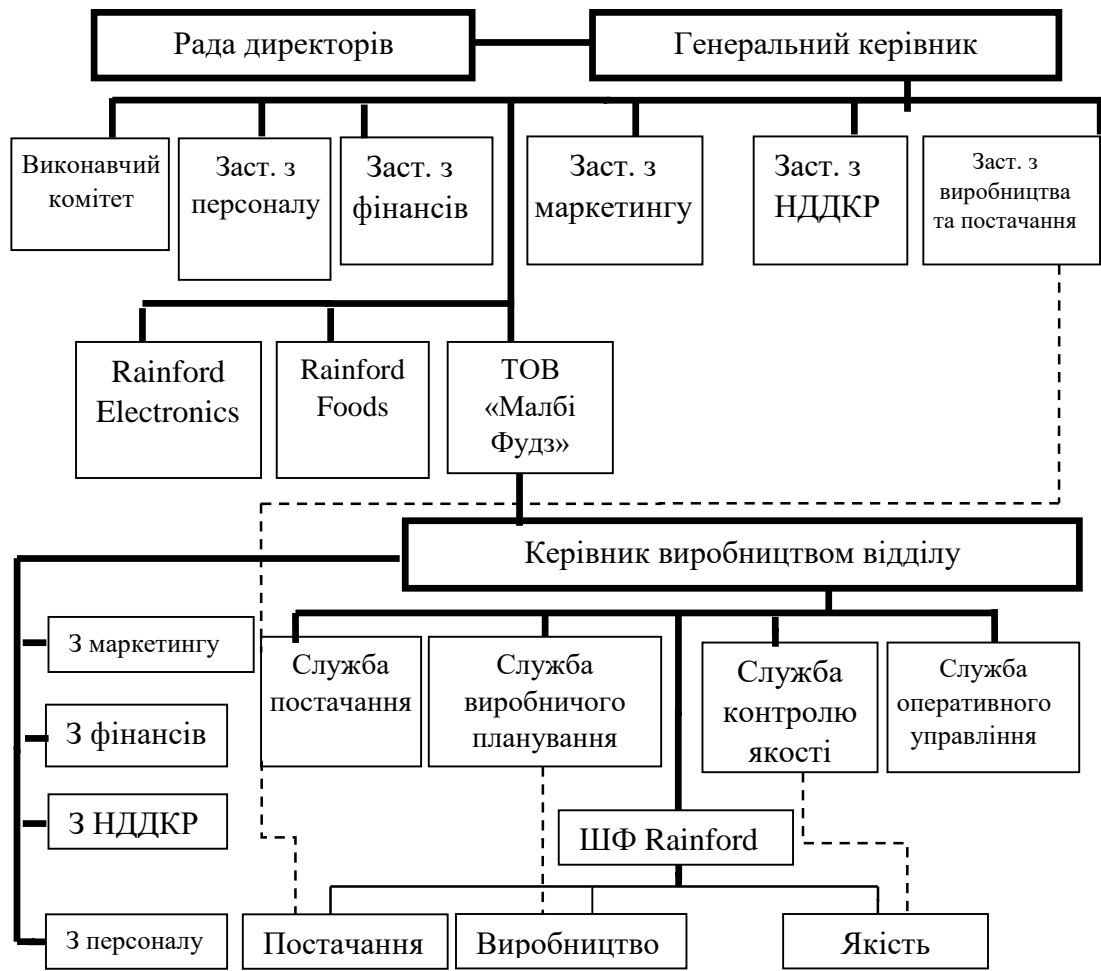 Рада директорів
Генеральний керівник
Виконавчий
комітет
Заст. з
персоналу
Заст. з
фінансів
Заст. з
маркетингу
Заст. з
НДДКР
Заст. з
виробництва
та постачання
Rainford
Electronics
Rainford
Foods
ТОВ
«Малбі
Фудз»
Керівник виробництвом відділу
З маркетингу
З фінансів
З НДДКР
З персоналу
Служба
постачання
Служба
виробничого
планування
Служба
контролю
якості
Служба
оперативного
управління
ШФ Rainford
Постачання
Виробництво
Якість